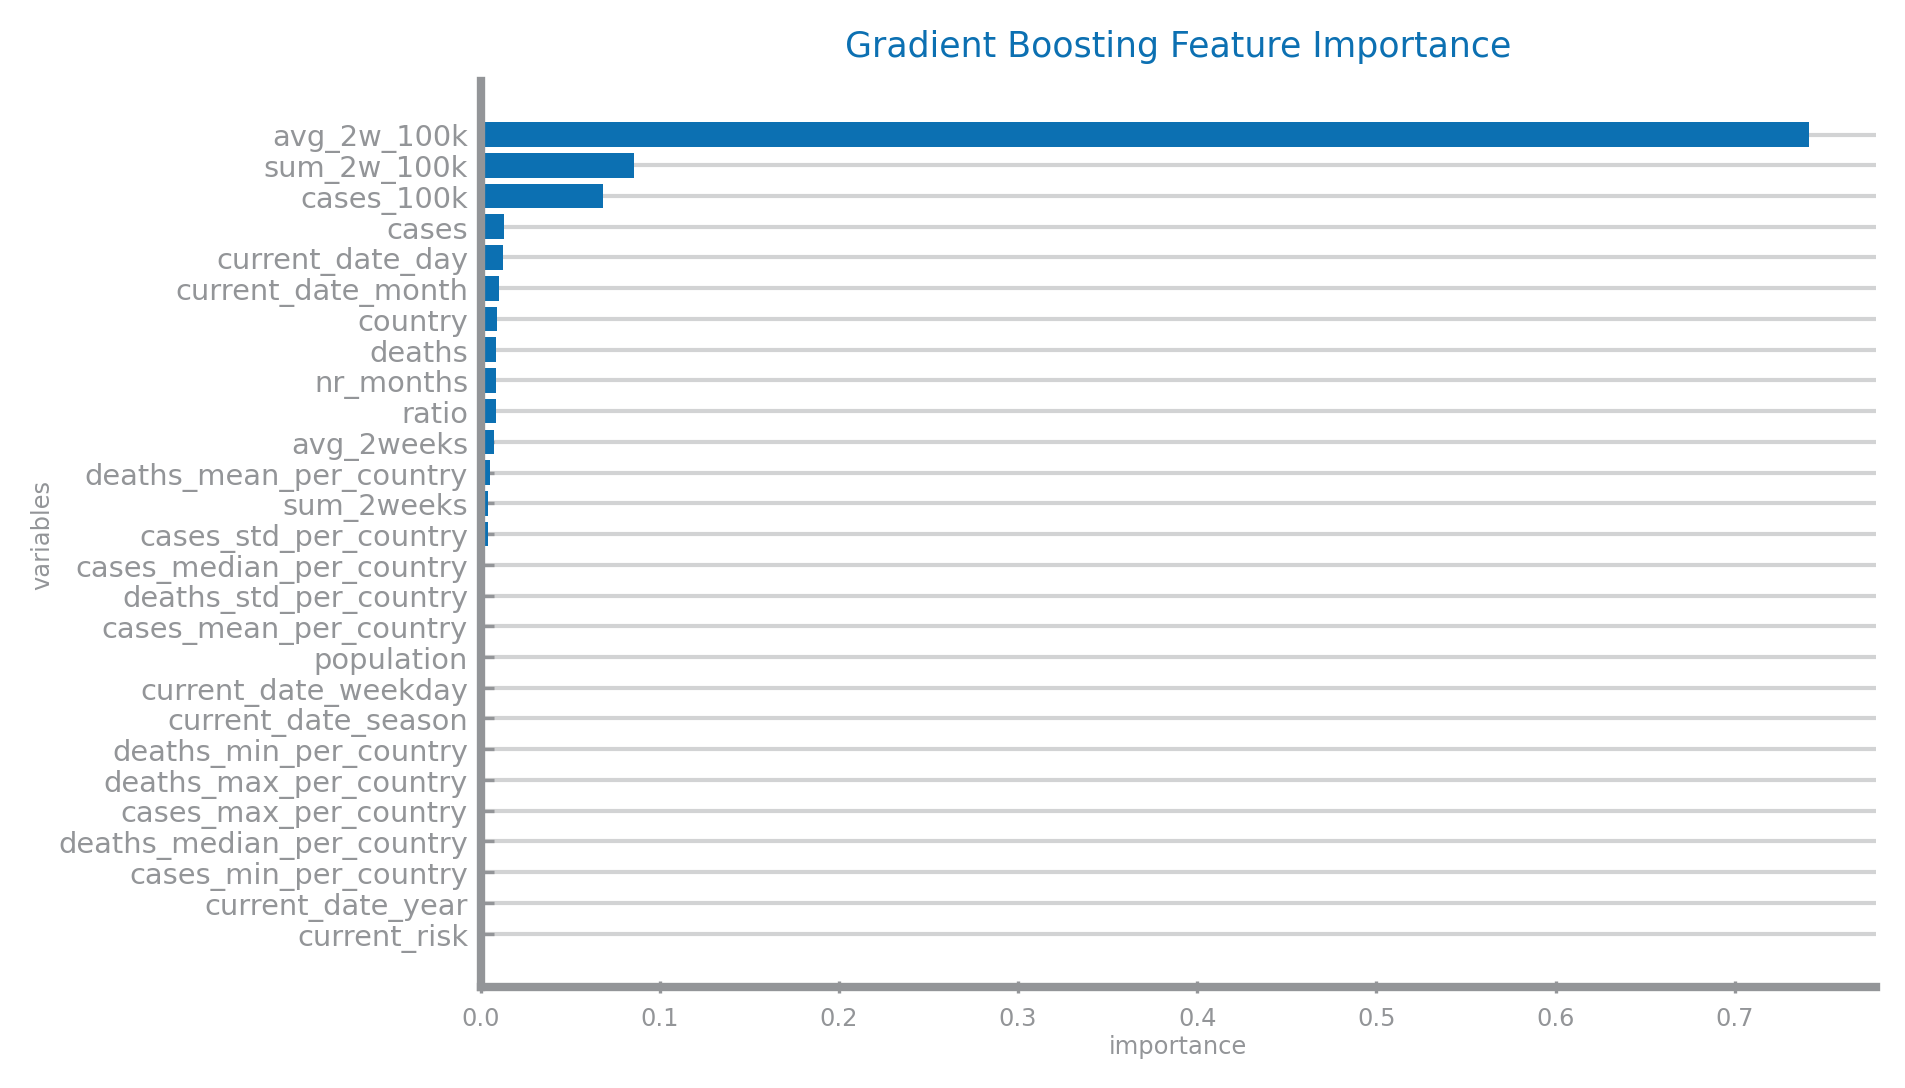 Gradient Boosting Feature Importance
avg_2w_100k
sum_2w_100k
cases_100k
cases
current_date_day
current_date_month
country
deaths
nr_months
ratio
avg_2weeks
deaths_mean_per_country
sum_2weeks
cases_std_per_country
cases_median_per_country
deaths_std_per_country
cases_mean_per_country
population
current_date_weekday
current_date_season
deaths_min_per_country
deaths_max_per_country
cases_max_per_country
deaths_median_per_country
cases_min_per_country
current_date_year
current_risk
variables
0.0 0.1 0.2 0.3 0.4 0.5 0.6 0.7
importance